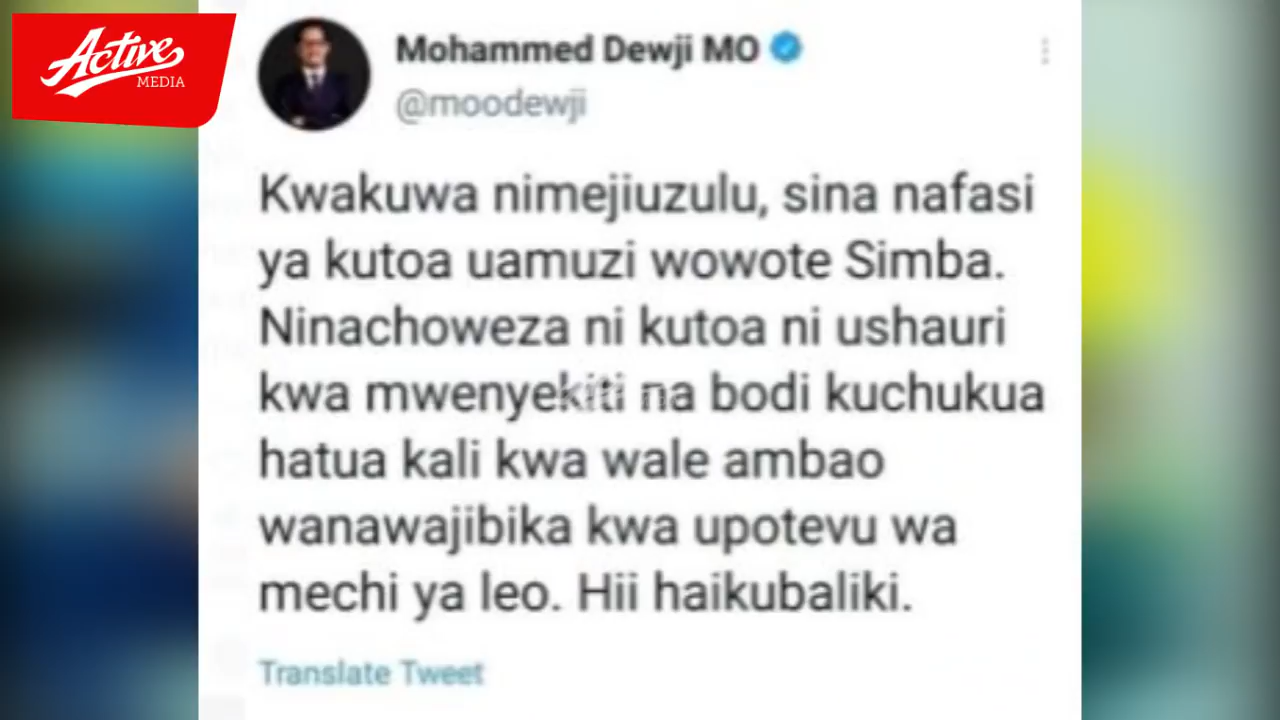 Active
MEDIA
Mohammed Dewji MO
@moodewji
Kwakuwa nimejiuzulu, sina nafasi
ya kutoa uamuzi wowote Simba.
Ninachoweza ni kutoa ni ushauri
kwa mwenyekiti na bodi kuchukua
hatua kali kwa wale ambao
wanawajibika kwa upotevu wa
mechi ya leo. Hii haikubaliki.
Translate Tweet